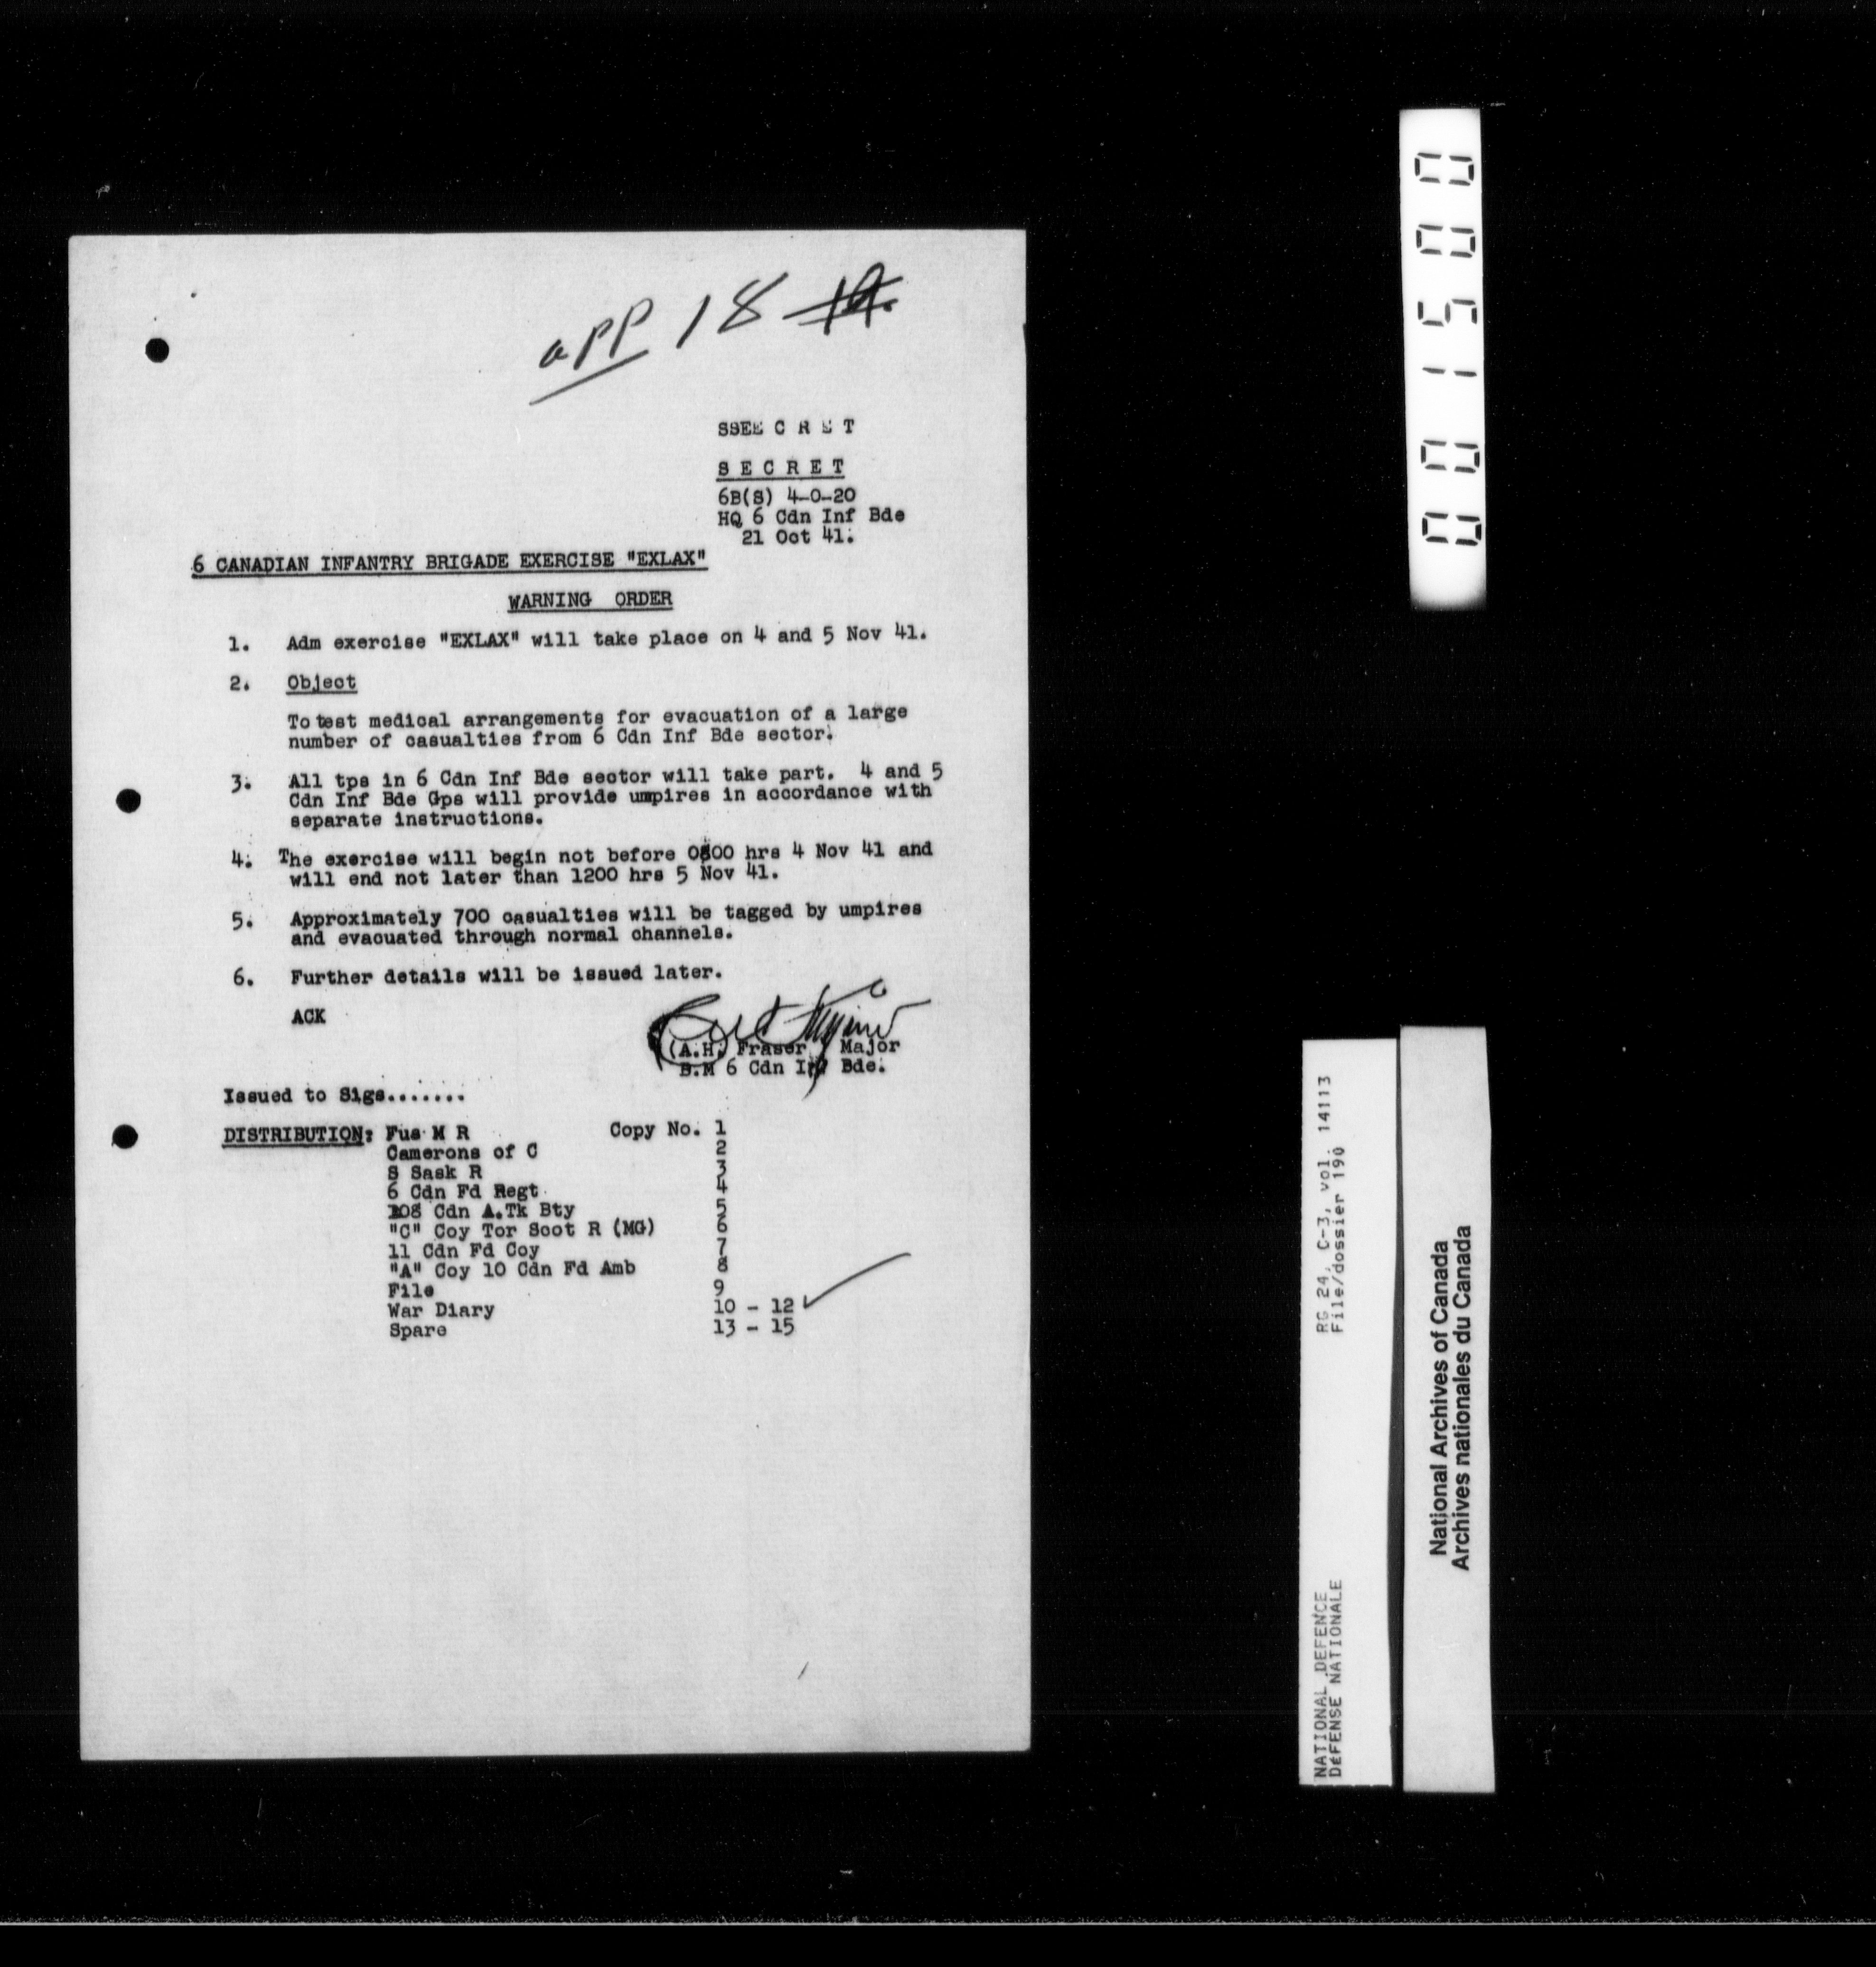 app 18
SSEE C R E T
S E C R E T
6B(S) 4-0-20
HQ 6 Cdn Inf Bde
21 Oct 41.
6 CANADIAN INFANTRY BRIGADE EXERCISE "EXLAX"
WARNING ORDER
1. Adm exercise "EXLAX" will take place on 4 and 5 Nov 41.
2. Object
To test medical arrangements for evacuation of a large
number of casualties from 6 Cdn Inf Bde sector.
3. All tps in 6 Cdn Inf Bde sector will take part. 4 and 5
Cdn Inf Bde Gps will provide umpires in accordance with
separate instructions.
4. The exercise will begin not before 0800 hrs 4 Nov 41 and
will end not later than 1200 hrs 5 Nov 41.
5. Approximately 700 casualties will be tagged by umpires
and evacuated through normal channels.
6. Further details will be issued later.
ACK
(A.H. Fraser) Major
B.M 6 Cdn Inf Bde.
Issued to Sigs.......
DISTRIBUTION: Fus M R Copy No. 1
Camerons of C 2
S Sask R 3
6 Cdn Fd Regt 4
108 Cdn A.Tk Bty 5
"C" Coy Tor Scot R (MG) 6
11 Cdn Fd Coy 7
"A" Coy 10 Cdn Fd Amb 8
File 9
War Diary 10 - 12
Spare 13 - 15
001500
RG 24, C-3, vol. 14113
File/dossier 190
NATIONAL DEFENCE
DÉFENSE NATIONALE
National Archives of Canada
Archives nationales du Canada